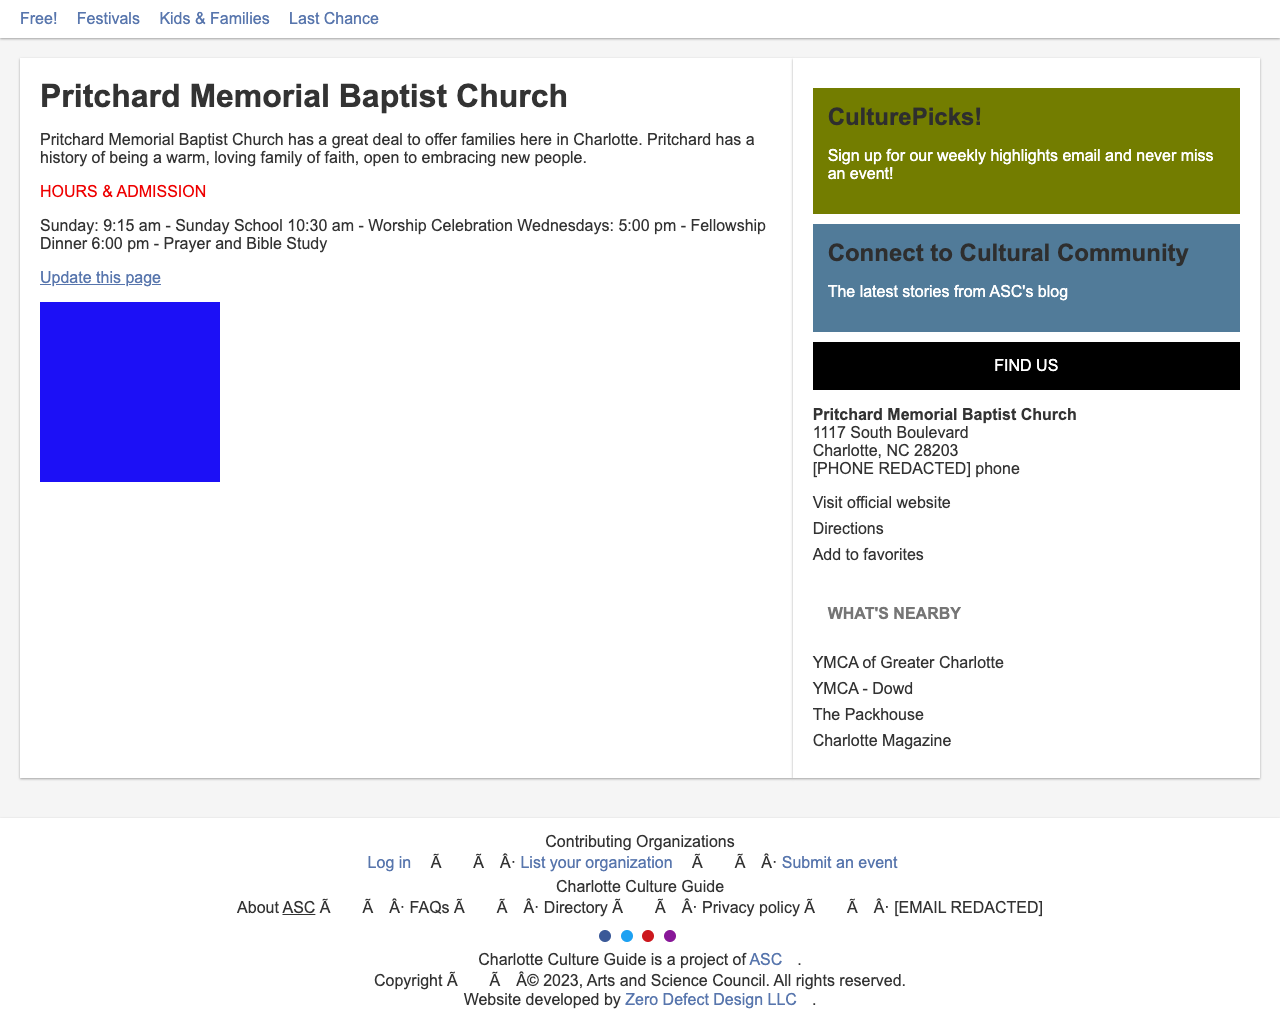 Free! Festivals Kids & Families Last Chance
Pritchard Memorial Baptist Church
Pritchard Memorial Baptist Church has a great deal to offer families here in Charlotte. Pritchard has a
history of being a warm, loving family of faith, open to embracing new people.
HOURS & ADMISSION
Sunday: 9:15 am - Sunday School 10:30 am - Worship Celebration Wednesdays: 5:00 pm - Fellowship
Dinner 6:00 pm - Prayer and Bible Study
Update this page
CulturePicks!
Sign up for our weekly highlights email and never miss
an event!
Connect to Cultural Community
The latest stories from ASC's blog
FIND US
Pritchard Memorial Baptist Church
1117 South Boulevard
Charlotte, NC 28203
[PHONE REDACTED] phone
Visit official website
Directions
Add to favorites
WHAT'S NEARBY
YMCA of Greater Charlotte
YMCA - Dowd
The Packhouse
Charlotte Magazine
Contributing Organizations
Log in Ã Ã Â· List your organization Ã Ã Â· Submit an event
Charlotte Culture Guide
About ASC Ã Ã Â· FAQs Ã Ã Â· Directory Ã Ã Â· Privacy policy Ã Ã Â· [EMAIL REDACTED]
Charlotte Culture Guide is a project of ASC .
Copyright Ã Ã Â© 2023, Arts and Science Council. All rights reserved.
Website developed by Zero Defect Design LLC .